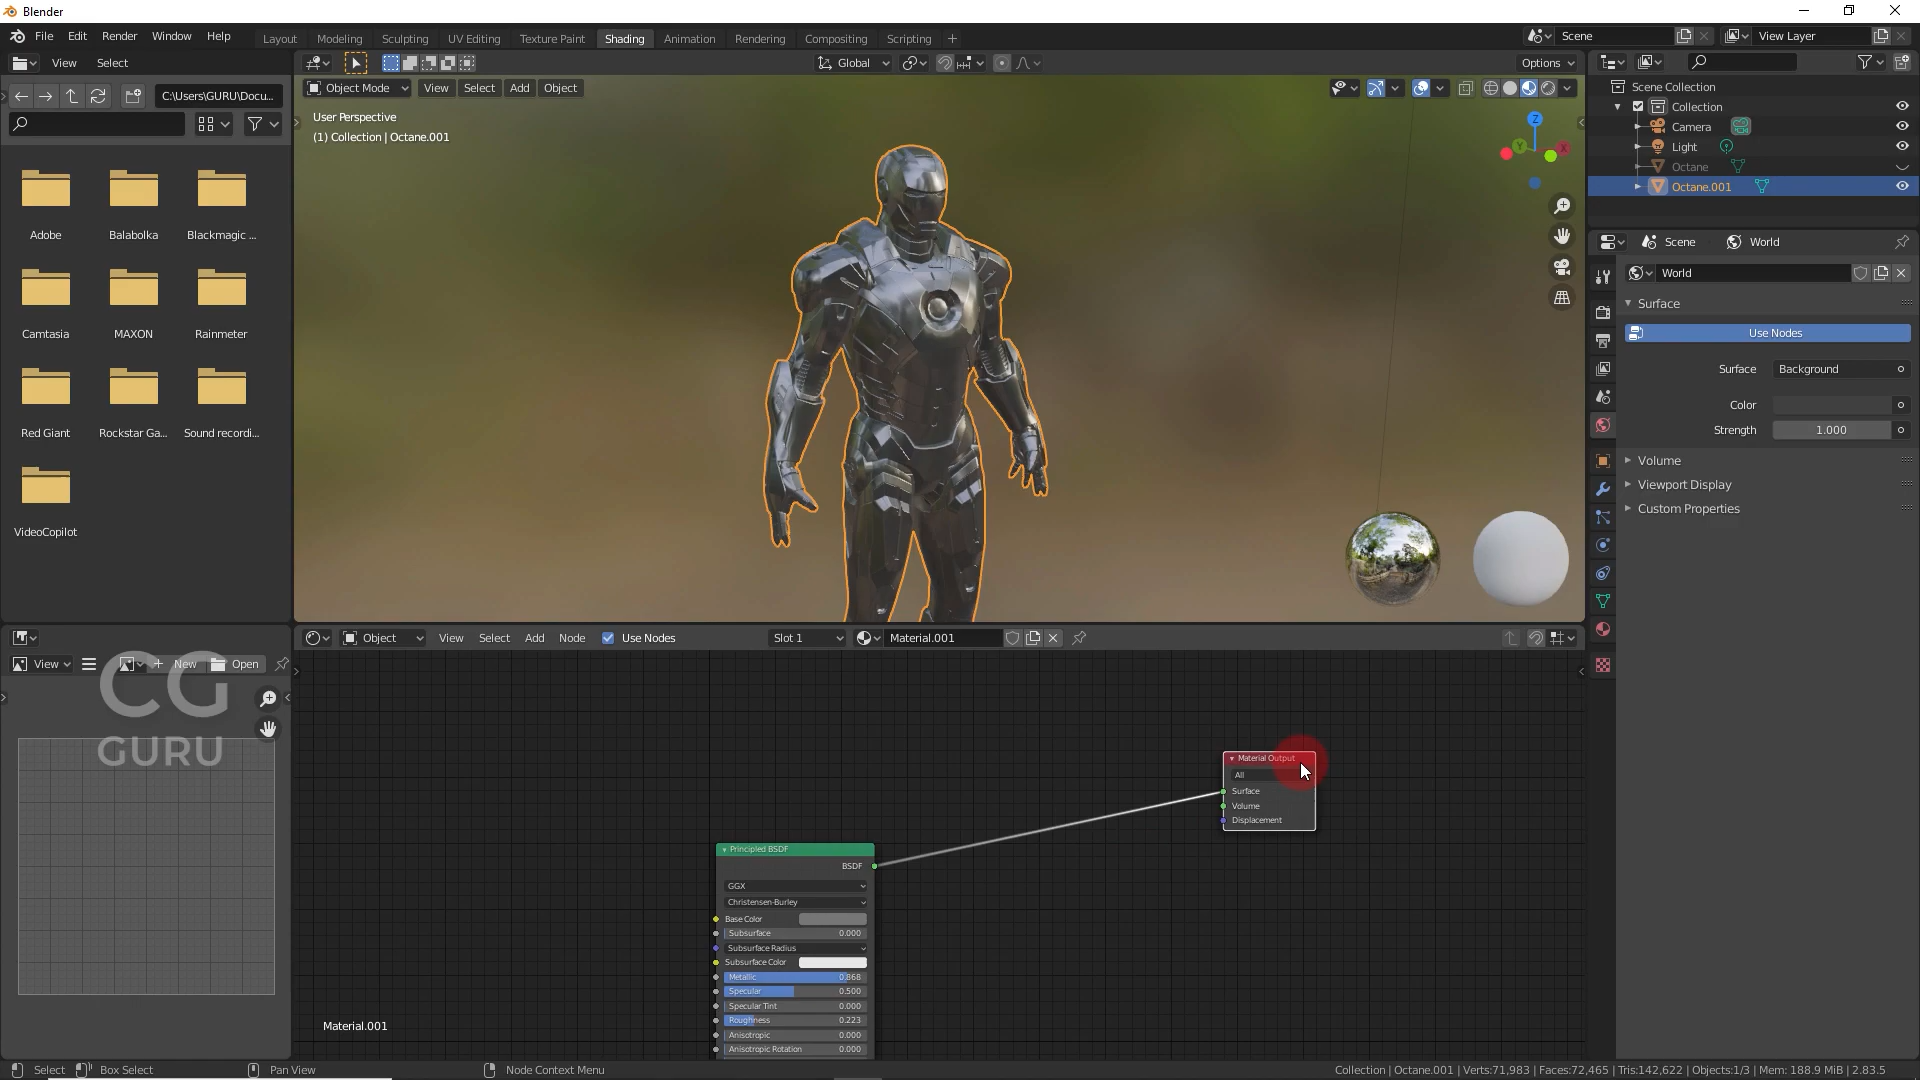 Blender
File Edit Render Window Help
Layout Modeling Sculpting UV Editing Texture Paint Shading Animation Rendering Compositing Scripting
Scene
View Layer
View Select
Global
Options
C:\Users\GURU\Docu...
Object Mode View Select Add Object
User Perspective
(1) Collection | Octane.001
Z
Y
X
Adobe
Balabolka
Blackmagic ...
Camtasia
MAXON
Rainmeter
Red Giant
Rockstar Ga...
Sound recordi...
VideoCopilot
Scene Collection
Collection
Camera
Light
Octane
Octane.001
Scene
World
World
Surface
Use Nodes
Surface
Background
Color
Strength
1.000
Volume
Viewport Display
Custom Properties
Object View Select Add Node Use Nodes Slot 1 Material.001
View New Open
CG
GURU
Material Output
All
Surface
Volume
Displacement
Principled BSDF
BSDF
GGX
Christensen-Burley
Base Color
Subsurface 0.000
Subsurface Radius
Subsurface Color
Metallic 0.868
Specular 0.500
Specular Tint 0.000
Roughness 0.223
Anisotropic 0.000
Anisotropic Rotation 0.000
Material.001
Select Box Select Pan View Node Context Menu
Collection | Octane.001 | Verts:71,983 | Faces:72,465 | Tris:142,622 | Objects:1/3 | Mem: 188.9 MiB | 2.83.5